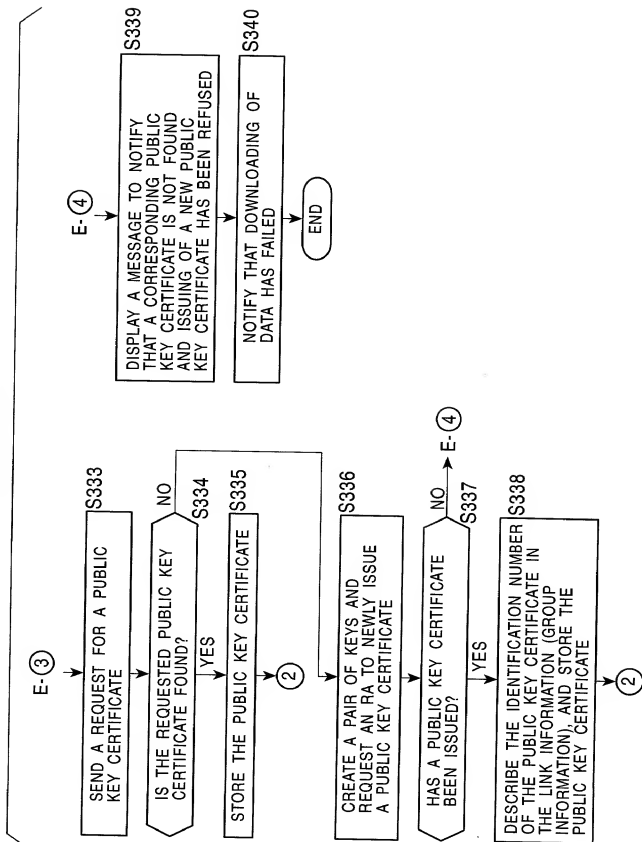 E-③
S333
SEND A REQUEST FOR A PUBLIC
KEY CERTIFICATE
S334
IS THE REQUESTED PUBLIC KEY
CERTIFICATE FOUND?
NO
YES
S335
STORE THE PUBLIC KEY CERTIFICATE
②
S336
CREATE A PAIR OF KEYS AND
REQUEST AN RA TO NEWLY ISSUE
A PUBLIC KEY CERTIFICATE
S337
HAS A PUBLIC KEY CERTIFICATE
BEEN ISSUED?
NO
E-④
YES
S338
DESCRIBE THE IDENTIFICATION NUMBER
OF THE PUBLIC KEY CERTIFICATE IN
THE LINK INFORMATION (GROUP
INFORMATION), AND STORE THE
PUBLIC KEY CERTIFICATE
②
E-④
S339
DISPLAY A MESSAGE TO NOTIFY
THAT A CORRESPONDING PUBLIC
KEY CERTIFICATE IS NOT FOUND
AND ISSUING OF A NEW PUBLIC
KEY CERTIFICATE HAS BEEN REFUSED
S340
NOTIFY THAT DOWNLOADING OF
DATA HAS FAILED
END